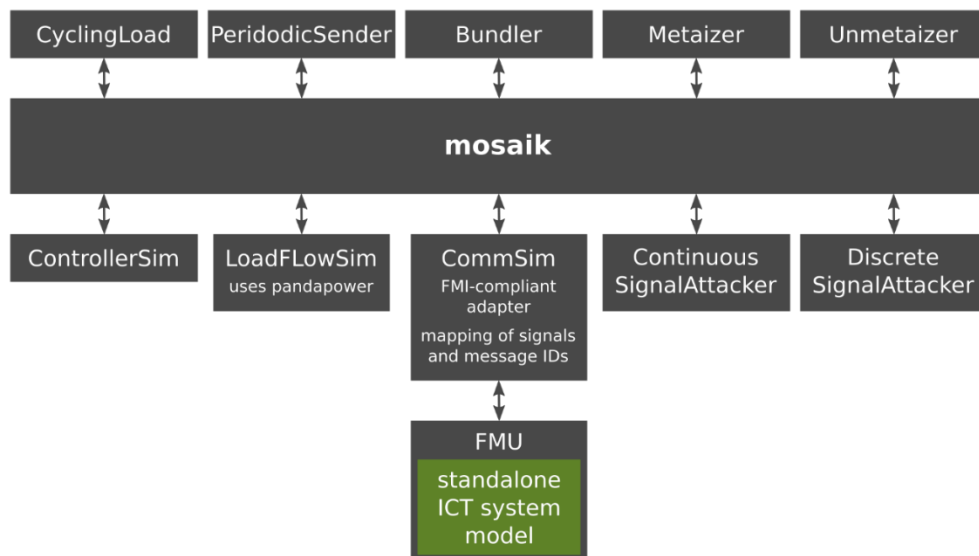 CyclingLoad
PeridodicSender
Bundler
Metaizer
Unmetaizer
mosaik
ControllerSim
LoadFLowSim
uses pandapower
CommSim
FMI-compliant
adapter
mapping of signals
and message IDs
Continuous
SignalAttacker
Discrete
SignalAttacker
FMU
standalone
ICT system
model